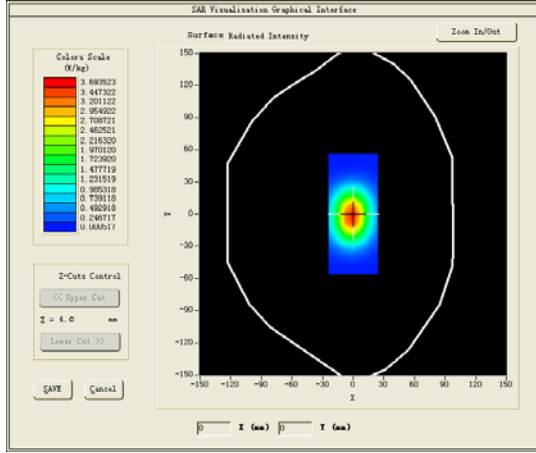 SAR Visualisation Graphical Interface
Surface Radiated Intensity
Zoom In/Out
Colors Scale
(W/kg)
3.693523
3.447322
3.201122
2.954922
2.708721
2.462521
2.216320
1.970120
1.723920
1.477719
1.231519
0.985318
0.739118
0.492918
0.246717
0.000517
Z-Cuts Control
<< Upper Cut
Z = 4.0 mm
Lower Cut >>
SAVE
Cancel
150
120
90
60
30
0
-30
-60
-90
-120
-150
Y
-150 -120 -90 -60 -30 0 30 60 90 120 150
X
0 X (mm) 0 Y (mm)